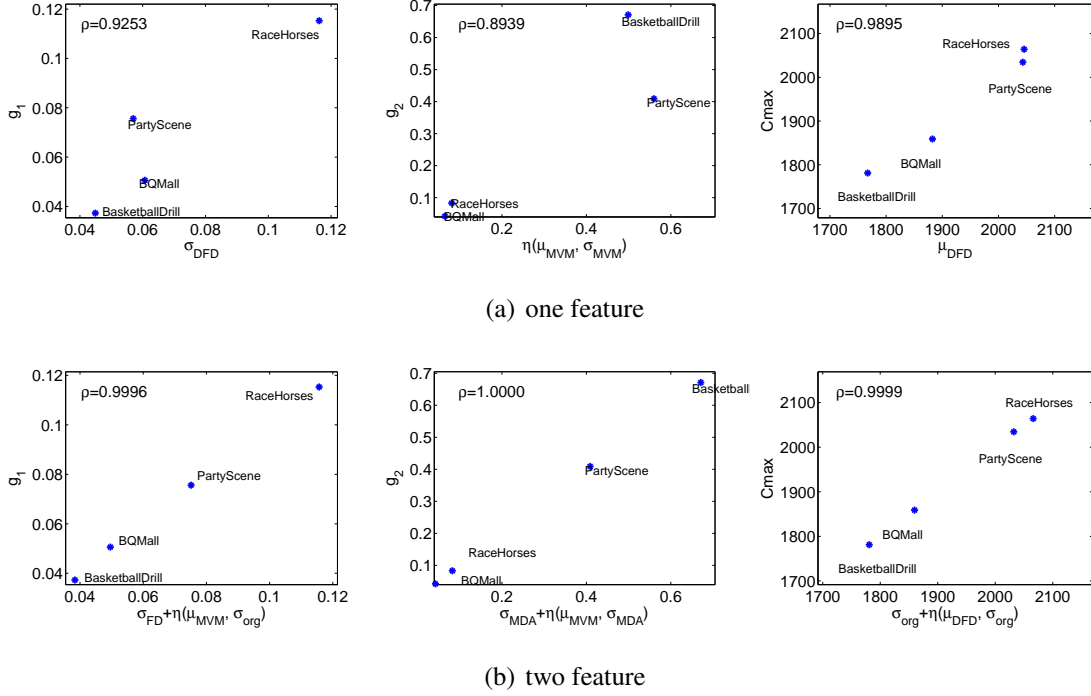 ρ=0.9253
RaceHorses
PartyScene
BQMall
BasketballDrill
0.12
0.1
0.08
0.06
0.04
g1
0.04 0.06 0.08 0.1 0.12
σDFD
ρ=0.8939
BasketballDrill
PartyScene
RaceHorses
BQMall
0.7
0.6
0.5
0.4
0.3
0.2
0.1
g2
0.2 0.4 0.6
η(μMVM, σMVM)
ρ=0.9895
RaceHorses
PartyScene
BQMall
BasketballDrill
2100
2000
1900
1800
1700
Cmax
1700 1800 1900 2000 2100
μDFD
(a) one feature
ρ=0.9996
RaceHorses
PartyScene
BQMall
BasketballDrill
0.12
0.1
0.08
0.06
0.04
g1
0.04 0.06 0.08 0.1 0.12
σFD+η(μMVM, σorg)
ρ=1.0000
Basketball
PartyScene
RaceHorses
BQMall
0.7
0.6
0.5
0.4
0.3
0.2
0.1
g2
0.2 0.4 0.6
σMDA+η(μMVM, σMDA)
ρ=0.9999
RaceHorses
PartyScene
BQMall
BasketballDrill
2100
2000
1900
1800
1700
Cmax
1700 1800 1900 2000 2100
σorg+η(μDFD, σorg)
(b) two feature